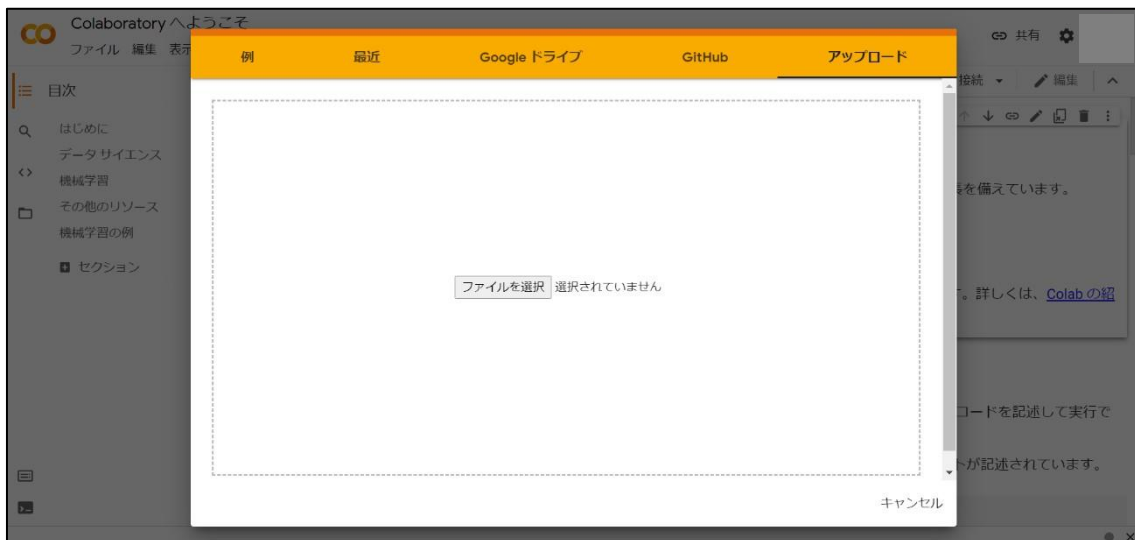 Colaboratory へようこそ
ファイル 編集 表示
共有
例 最近 Google ドライブ GitHub アップロード
接続 編集
目次
はじめに
データ サイエンス
機械学習
その他のリソース
機械学習の例
セクション
を備えています。
ファイルを選択 選択されていません
。詳しくは、Colab の紹
コードを記述して実行で
トが記述されています。
キャンセル